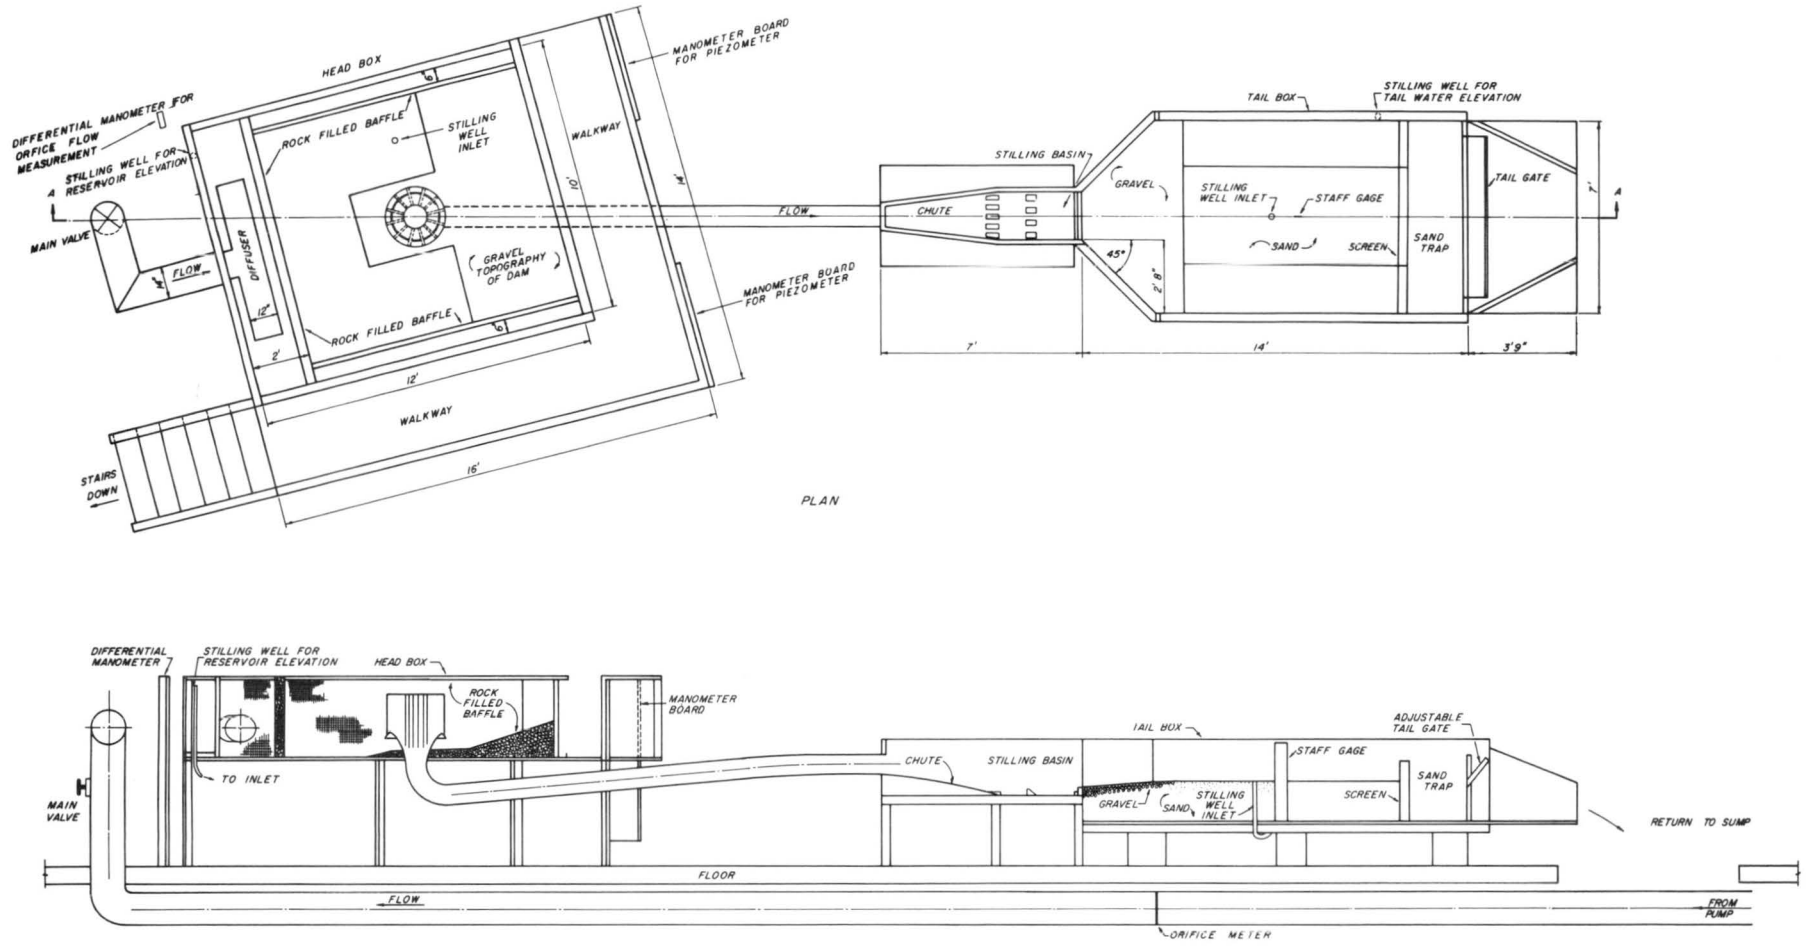 MANOMETER BOARD
FOR PIEZOMETER
HEAD BOX
6"
DIFFERENTIAL MANOMETER FOR
ORFICE FLOW
MEASUREMENT
STILLING WELL FOR
RESERVOIR ELEVATION
A
MAIN VALVE
FLOW
14"
DIFFUSER
12"
2'
ROCK FILLED BAFFLE
STILLING
WELL
INLET
WALKWAY
10'
14'
GRAVEL
TOPOGRAPHY
OF DAM
ROCK FILLED BAFFLE
6"
MANOMETER BOARD
FOR PIEZOMETER
12'
WALKWAY
16'
STAIRS
DOWN
FLOW
STILLING BASIN
CHUTE
TAIL BOX
STILLING WELL FOR
TAIL WATER ELEVATION
GRAVEL
STILLING
WELL INLET
STAFF GAGE
SAND
SCREEN
SAND
TRAP
TAIL GATE
7'
A
45°
2' 8"
7'
14'
3'9"
PLAN
DIFFERENTIAL
MANOMETER
STILLING WELL FOR
RESERVOIR ELEVATION
HEAD BOX
ROCK
FILLED
BAFFLE
MANOMETER
BOARD
TO INLET
MAIN
VALVE
CHUTE
STILLING BASIN
TAIL BOX
GRAVEL
SAND
STILLING
WELL
INLET
STAFF GAGE
SCREEN
SAND
TRAP
ADJUSTABLE
TAIL GATE
RETURN TO SUMP
FLOOR
FLOW
FROM
PUMP
ORIFICE METER